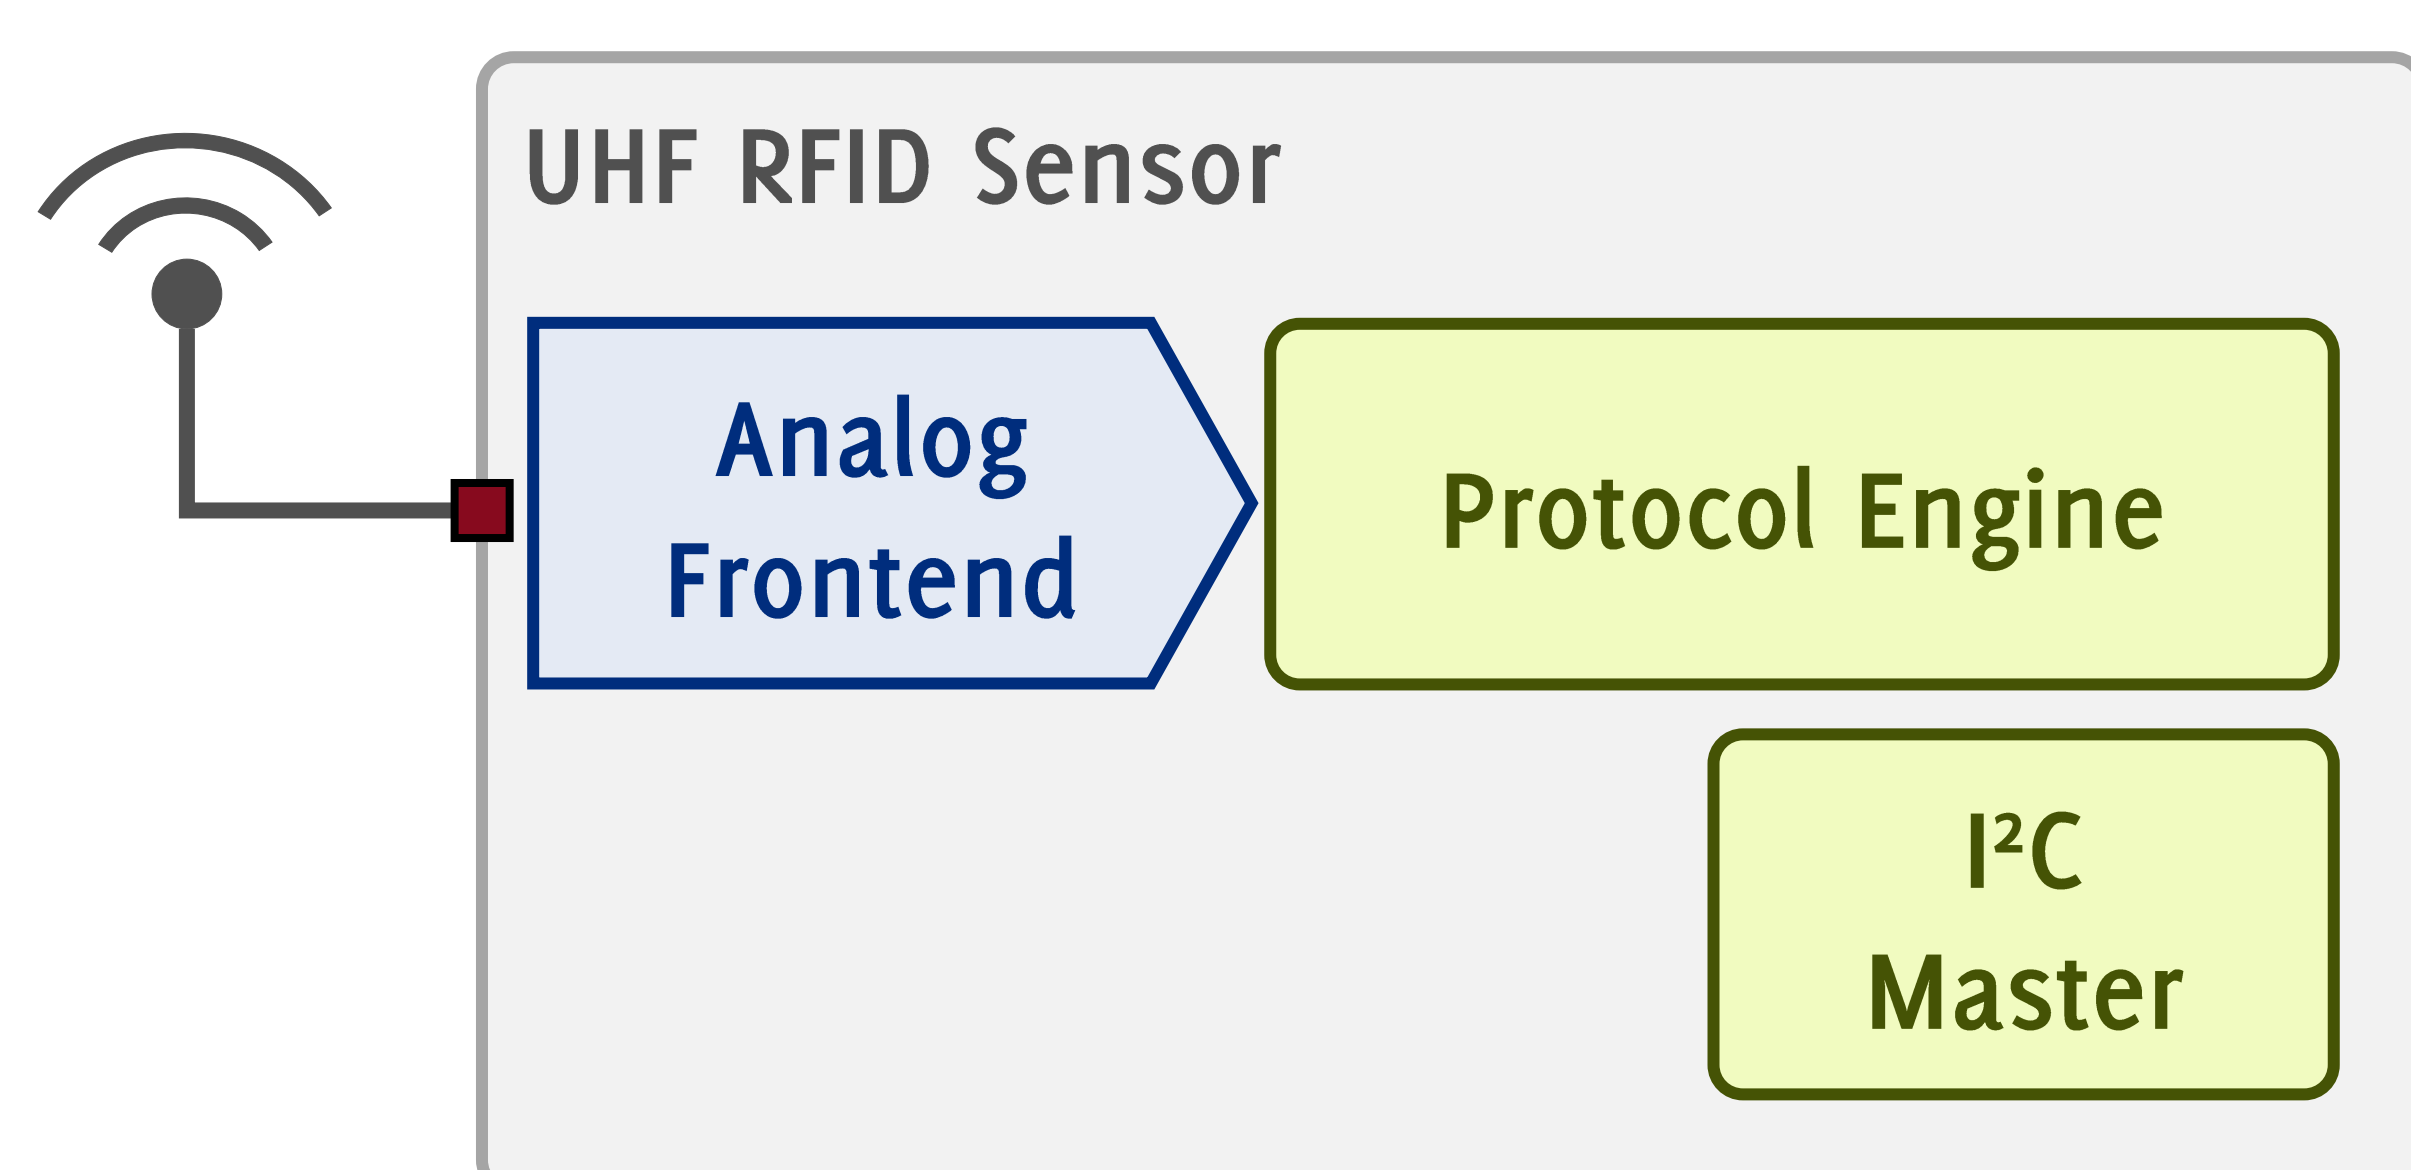 UHF RFID Sensor
Analog
Frontend
Protocol Engine
I²C
Master